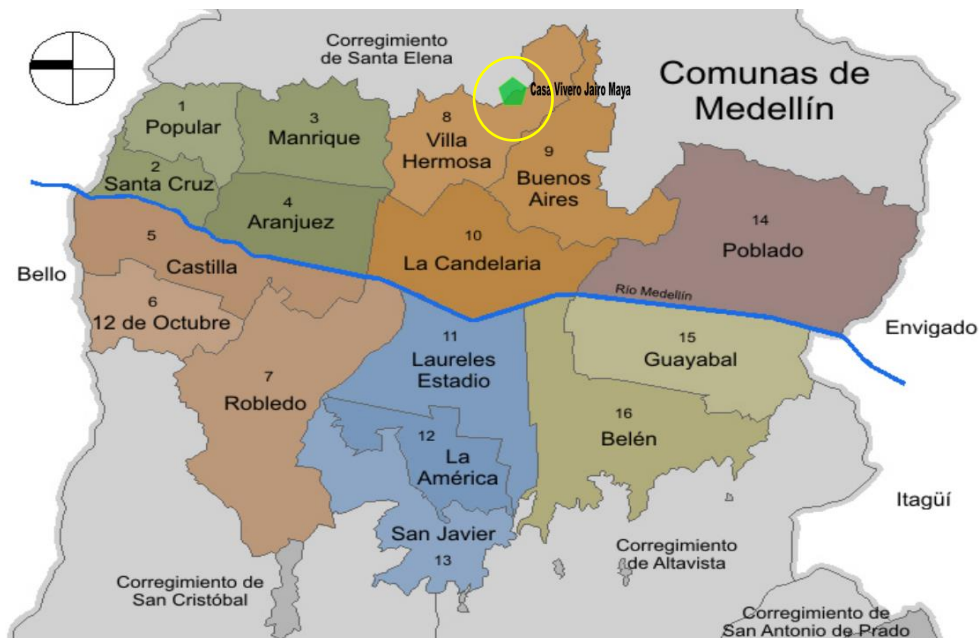 Corregimiento
de Santa Elena
Comunas de
Medellín
Casa Vivero Jairo Maya
1
Popular
3
Manrique
8
Villa
Hermosa
9
Buenos
Aires
2
Santa Cruz
4
Aranjuez
10
La Candelaria
14
Poblado
5
Castilla
Bello
6
12 de Octubre
Río Medellín
Envigado
11
Laureles
Estadio
15
Guayabal
7
Robledo
16
Belén
12
La
América
Itagüí
San Javier
13
Corregimiento de
San Cristóbal
Corregimiento
de Altavista
Corregimiento de
San Antonio de Prado